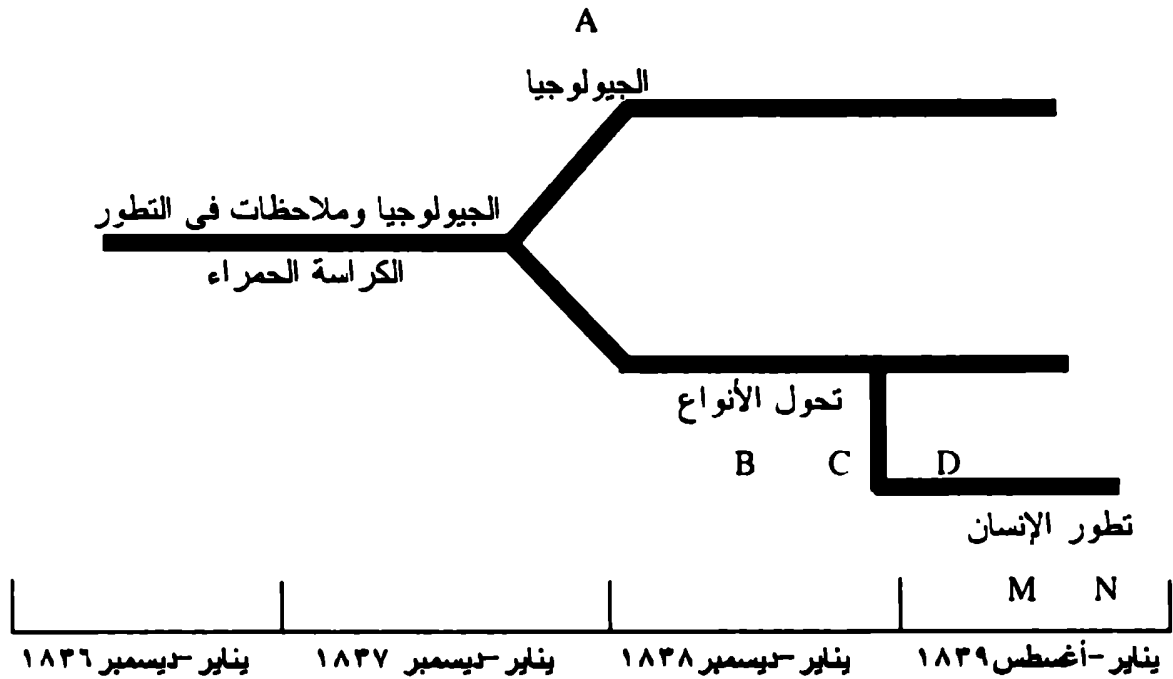 A
الجيولوجيا
الجيولوجيا وملاحظات فى التطور
الكراسة الحمراء
تحول الأنواع
B C D
تطور الإنسان
M N
يناير-ديسمبر ١٨٣٦ يناير-ديسمبر ١٨٣٧ يناير-ديسمبر ١٨٣٨ يناير-أغسطس ١٨٣٩